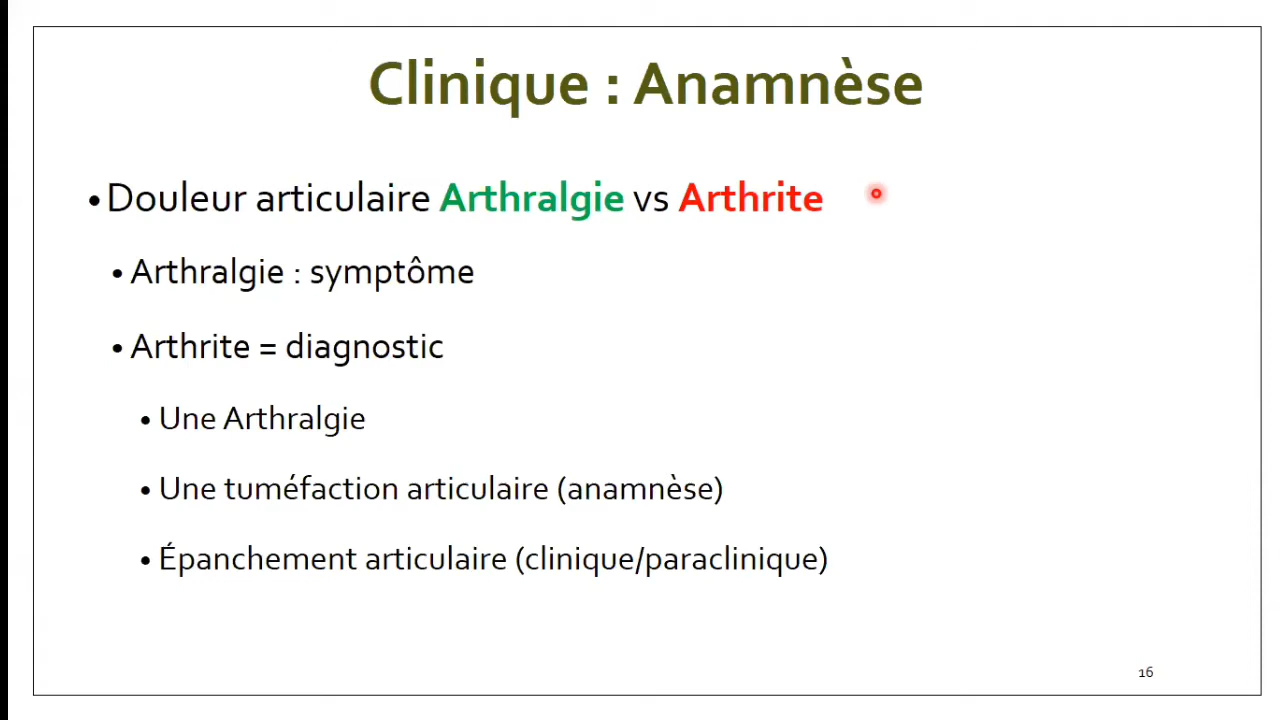 Clinique : Anamnèse
• Douleur articulaire Arthralgie vs Arthrite
• Arthralgie : symptôme
• Arthrite = diagnostic
• Une Arthralgie
• Une tuméfaction articulaire (anamnèse)
• Épanchement articulaire (clinique/paraclinique)
16